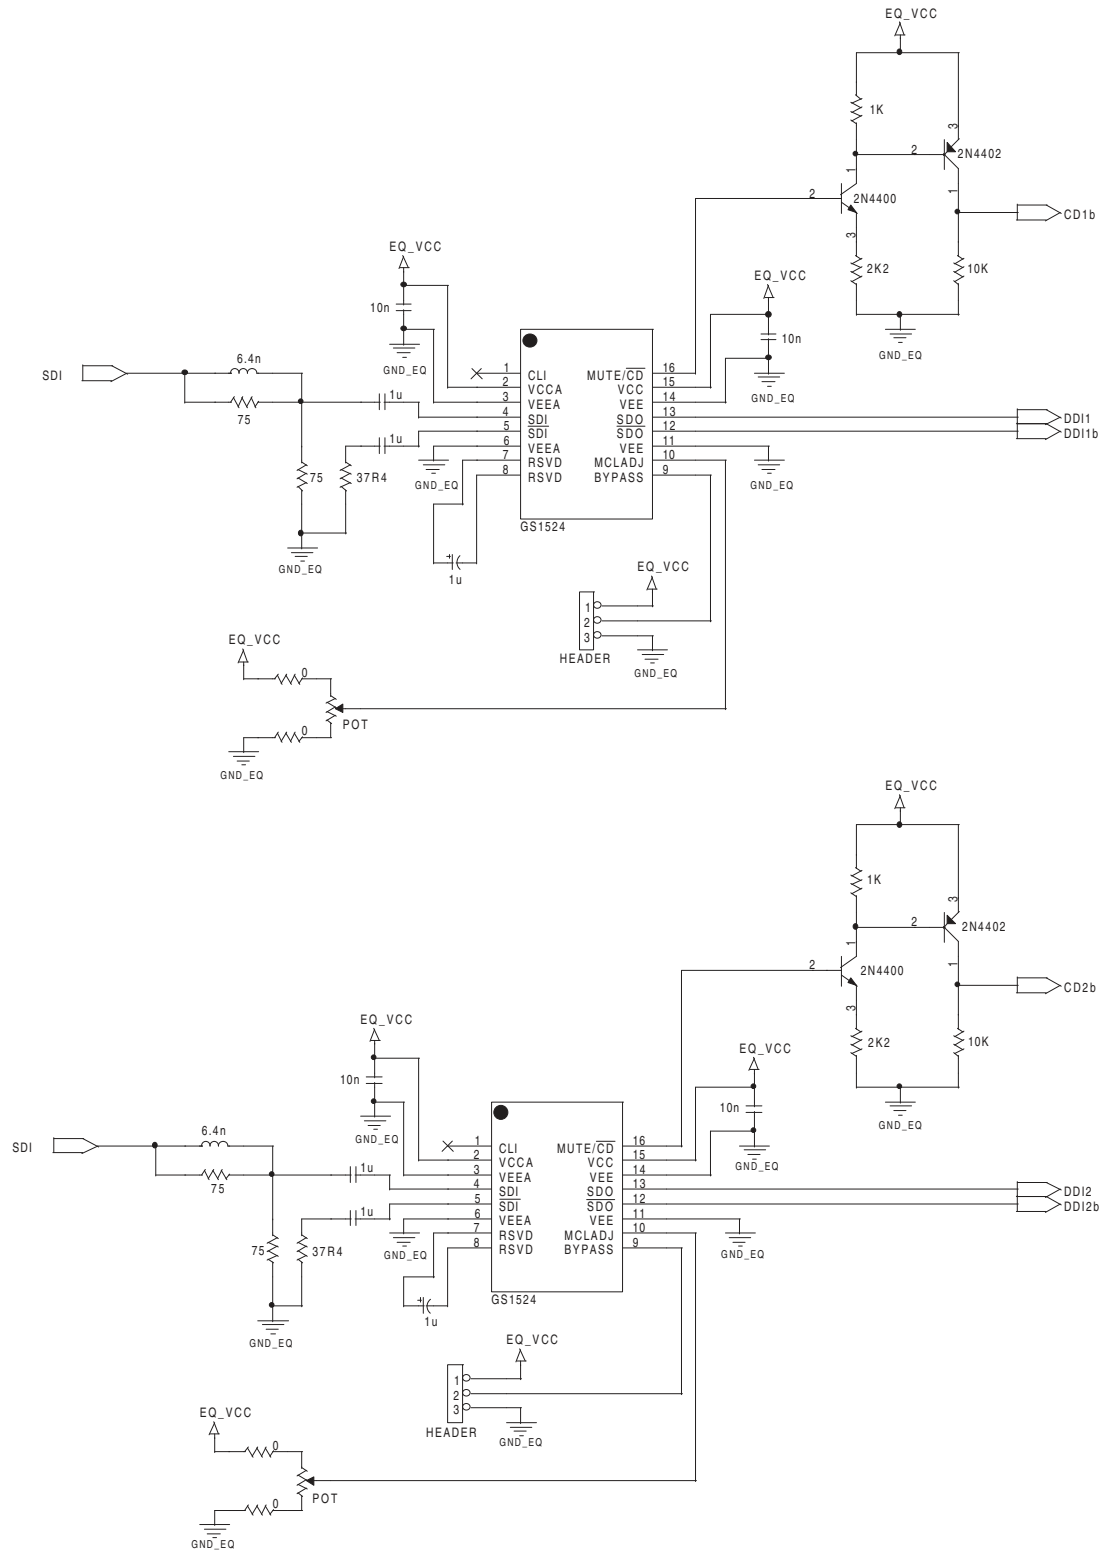 EQ_VCC
1K
3
2
2N4402
1
1
2
2N4400
CD1b
3
2K2
10K
GND_EQ
EQ_VCC
10n
GND_EQ
EQ_VCC
10n
GND_EQ
SDI
6.4n
75
1u
1u
75
37R4
GND_EQ
1 CLI MUTE/CD 16
2 VCCA VCC 15
3 VEEA VEE 14
4 SDI SDO 13
5 SDI SDO 12
6 VEEA VEE 11
7 RSVD MCLADJ 10
8 RSVD BYPASS 9
GS1524
GND_EQ
GND_EQ
DDI1
DDI1b
+
1u
EQ_VCC
1
2
3
HEADER
GND_EQ
EQ_VCC
0
POT
0
GND_EQ
EQ_VCC
1K
3
2
2N4402
1
1
2
2N4400
CD2b
3
2K2
10K
GND_EQ
EQ_VCC
10n
GND_EQ
EQ_VCC
10n
GND_EQ
SDI
6.4n
75
1u
1u
75
37R4
GND_EQ
1 CLI MUTE/CD 16
2 VCCA VCC 15
3 VEEA VEE 14
4 SDI SDO 13
5 SDI SDO 12
6 VEEA VEE 11
7 RSVD MCLADJ 10
8 RSVD BYPASS 9
GS1524
GND_EQ
GND_EQ
DDI2
DDI2b
+
1u
EQ_VCC
1
2
3
HEADER
GND_EQ
EQ_VCC
0
POT
0
GND_EQ